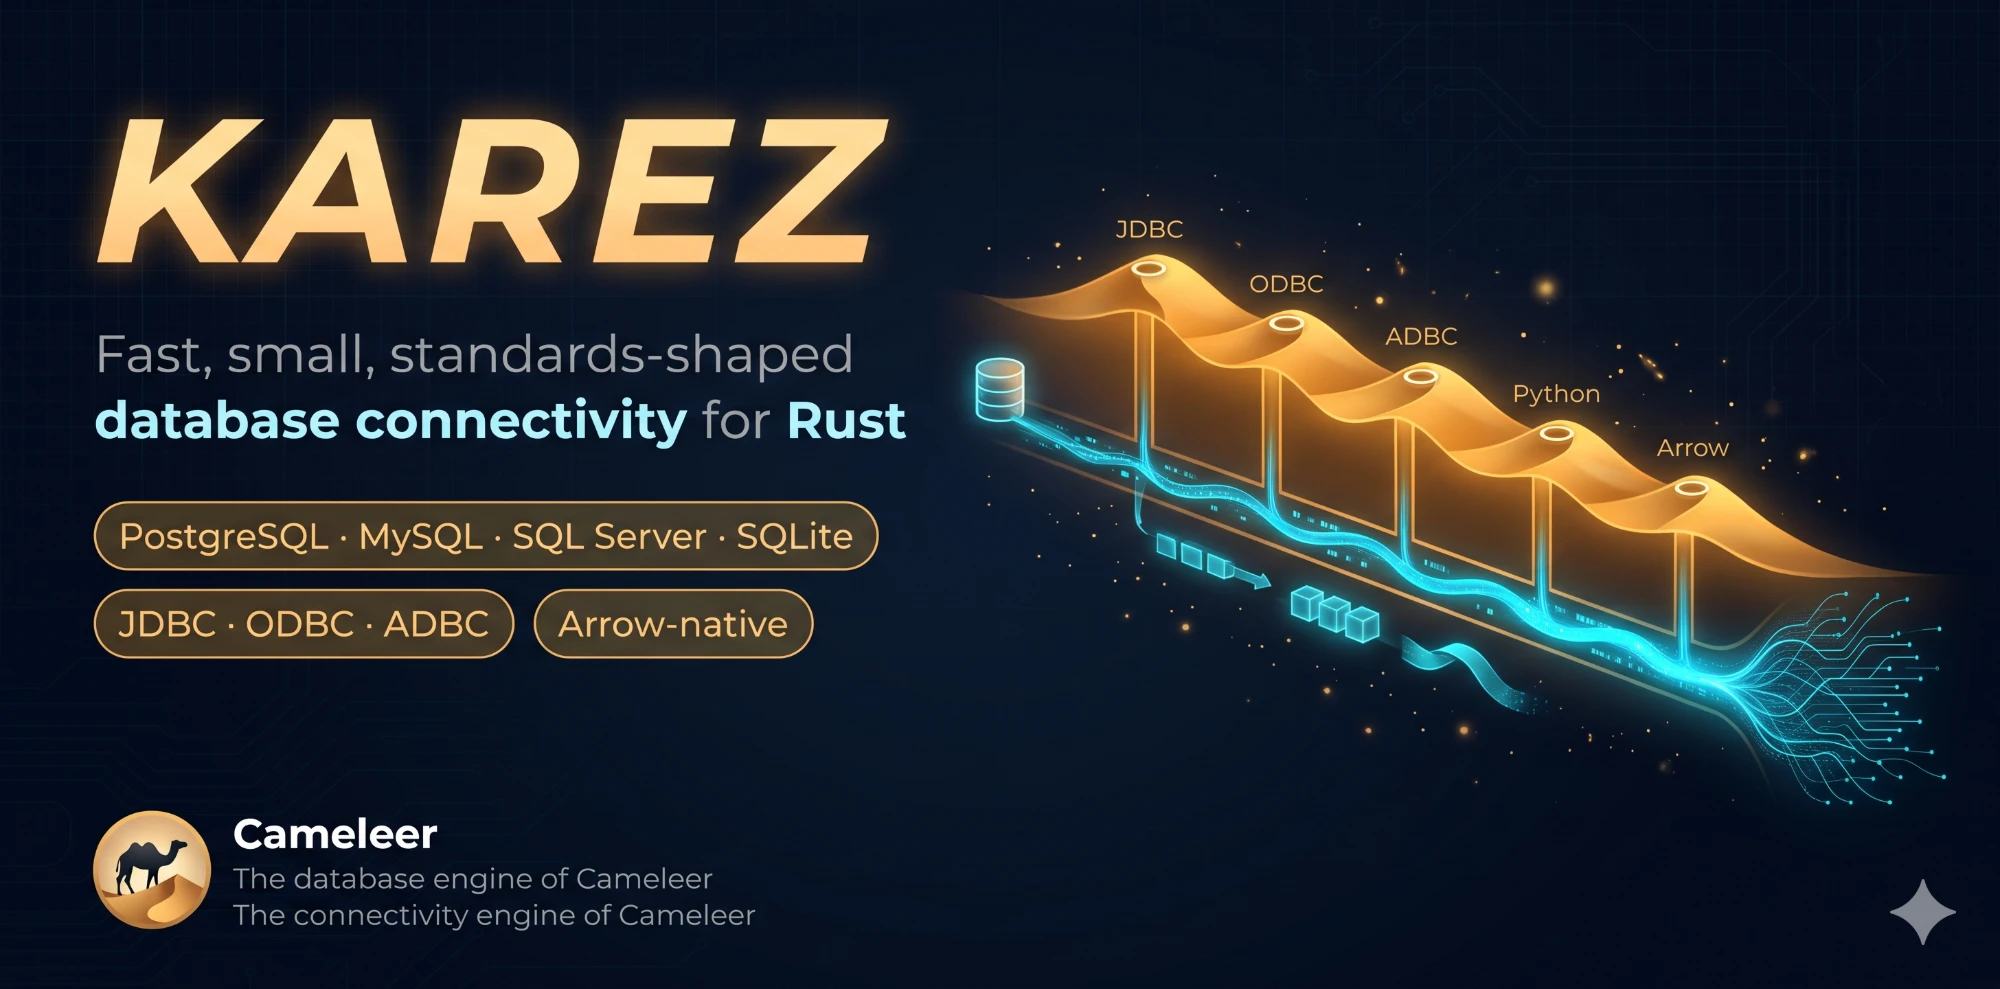 KAREZ
Fast, small, standards-shaped
database connectivity for Rust
PostgreSQL · MySQL · SQL Server · SQLite
JDBC · ODBC · ADBC
Arrow-native
Cameleer
The database engine of Cameleer
The connectivity engine of Cameleer
JDBC
ODBC
ADBC
Python
Arrow